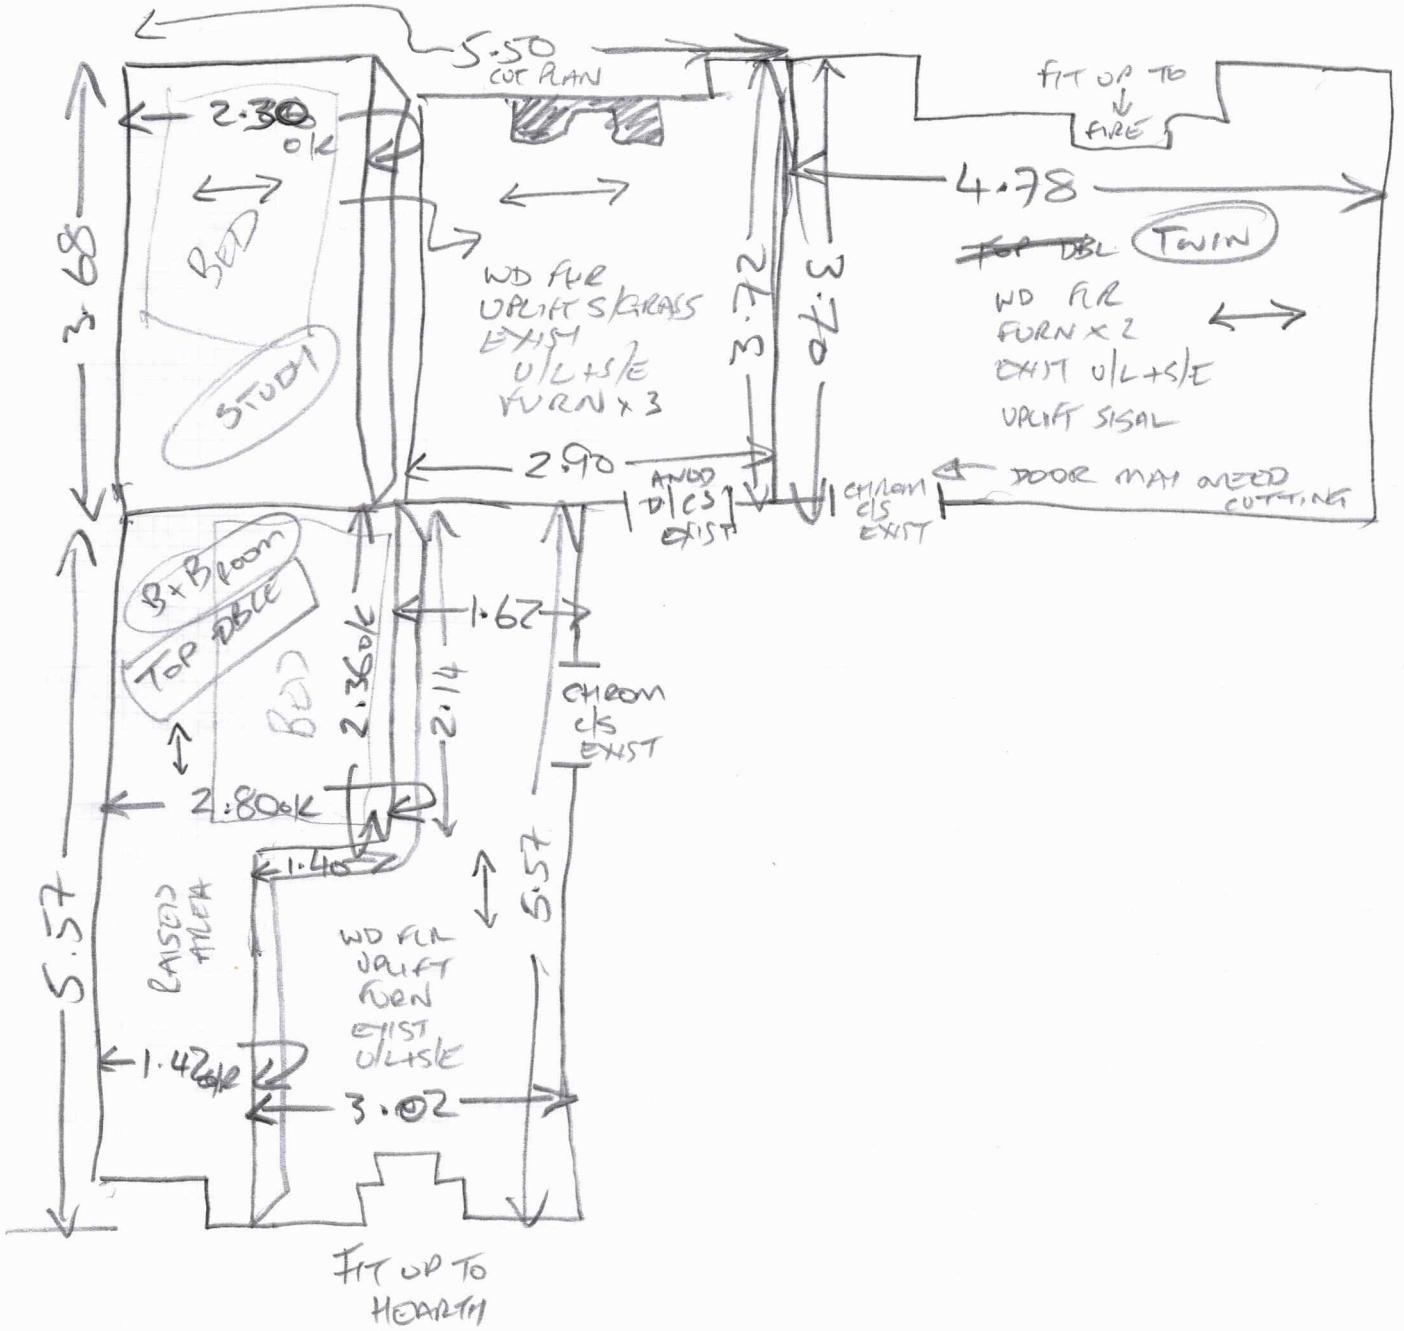 5.50
CUT PLAN
FIT UP TO
FIRE
2.30
O/K
3.68
BED
STUDY
WD FLR
UPLIFT S/GRASS
EXIST
U/L+S/E
FURN x 3
3.72
3.70
4.78
TOP DBL TWIN
WD FLR
FURN x 2
EXIST U/L+S/E
UPLIFT SISAL
2.90
ANOD
D/CS
EXIST
CHROM
C/S
EXIST
DOOR MAY NEED
CUTTING
B+B ROOM
TOP DBLE
BED
2.36 OK
2.14
1.62
CHROM
C/S
EXIST
2.80 OK
1.40
5.57
5.57
RAISED
AREA
WD FLR
UPLIFT
FURN
EXIST
U/L+S/E
1.42 O/K
3.02
FIT UP TO
HEARTH